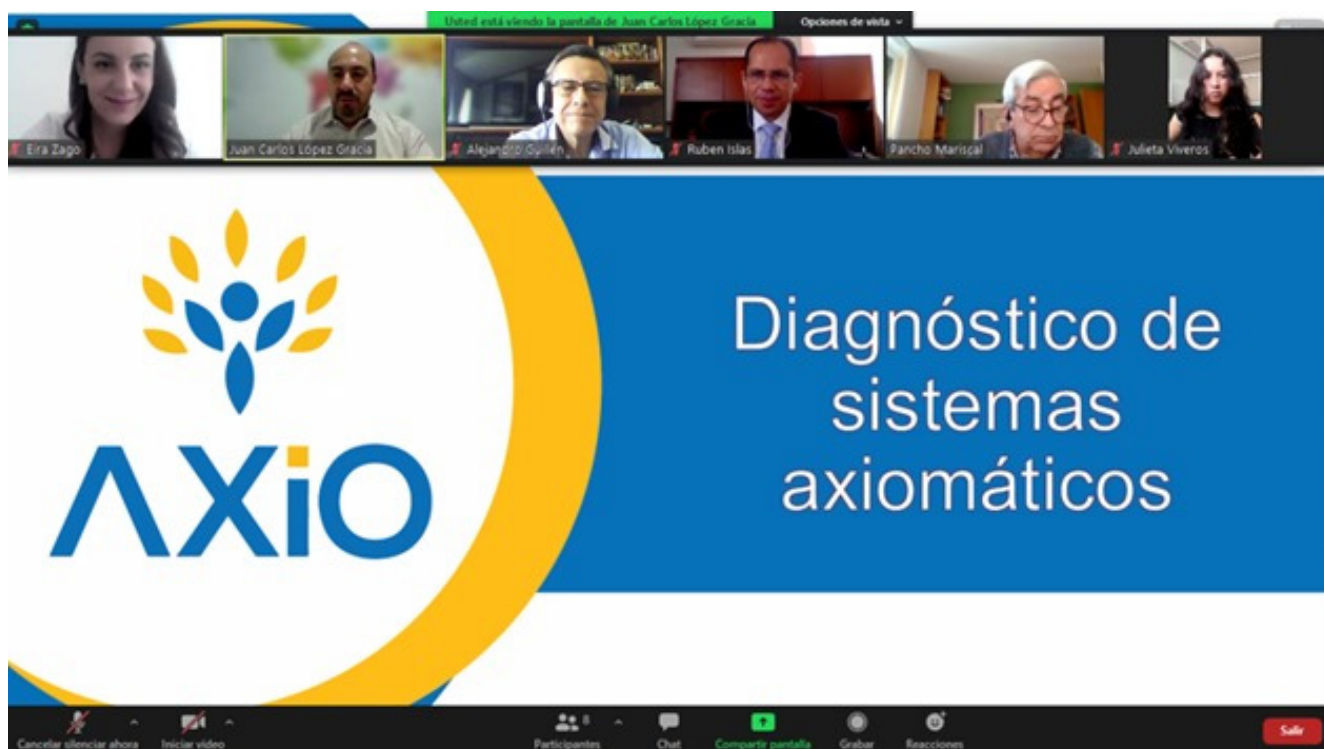 Usted está viendo la pantalla de Juan Carlos López Gracia
Opciones de vista
Eira Zago
Juan Carlos López Gracia
Alejandro Guillen
Ruben Islas
Pancho Mariscal
Julieta Viveros
AXiO
Diagnóstico de
sistemas
axiomáticos
Cancelar silenciar ahora
Iniciar video
Participantes
8
Chat
Compartir pantalla
Grabar
Reacciones
Salir